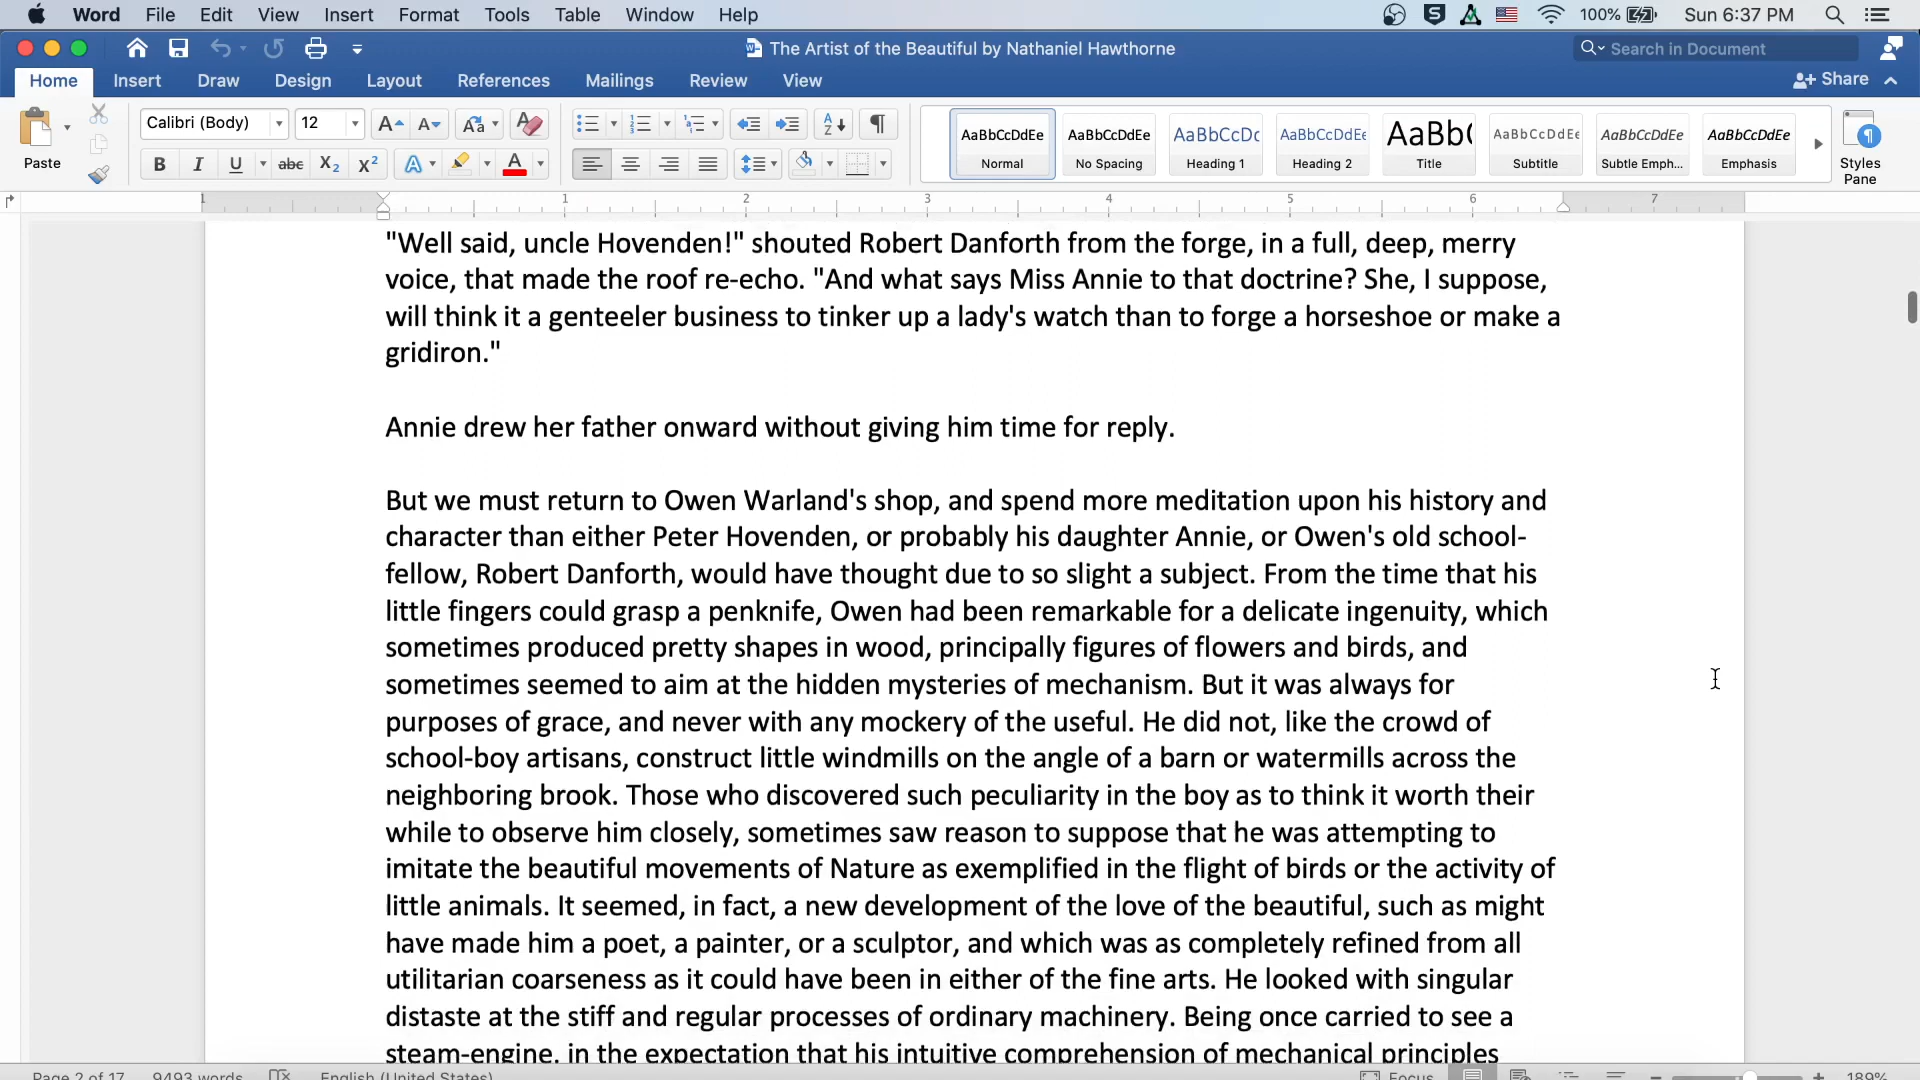 Word File Edit View Insert Format Tools Table Window Help 100% Sun 6:37 PM
The Artist of the Beautiful by Nathaniel Hawthorne Search in Document
Home Insert Draw Design Layout References Mailings Review View Share
Paste Calibri (Body) 12 AaBbCcDdEe AaBbCcDdEe AaBbCcDc AaBbCcDdEe AaBb( AaBbCcDdEe AaBbCcDdEe AaBbCcDdEe
B I U abc X₂ X² A A Normal No Spacing Heading 1 Heading 2 Title Subtitle Subtle Emph... Emphasis Styles Pane
1 1 2 3 4 5 6 7
"Well said, uncle Hovenden!" shouted Robert Danforth from the forge, in a full, deep, merry
voice, that made the roof re-echo. "And what says Miss Annie to that doctrine? She, I suppose,
will think it a genteeler business to tinker up a lady's watch than to forge a horseshoe or make a
gridiron."
Annie drew her father onward without giving him time for reply.
But we must return to Owen Warland's shop, and spend more meditation upon his history and
character than either Peter Hovenden, or probably his daughter Annie, or Owen's old school-
fellow, Robert Danforth, would have thought due to so slight a subject. From the time that his
little fingers could grasp a penknife, Owen had been remarkable for a delicate ingenuity, which
sometimes produced pretty shapes in wood, principally figures of flowers and birds, and
sometimes seemed to aim at the hidden mysteries of mechanism. But it was always for
purposes of grace, and never with any mockery of the useful. He did not, like the crowd of
school-boy artisans, construct little windmills on the angle of a barn or watermills across the
neighboring brook. Those who discovered such peculiarity in the boy as to think it worth their
while to observe him closely, sometimes saw reason to suppose that he was attempting to
imitate the beautiful movements of Nature as exemplified in the flight of birds or the activity of
little animals. It seemed, in fact, a new development of the love of the beautiful, such as might
have made him a poet, a painter, or a sculptor, and which was as completely refined from all
utilitarian coarseness as it could have been in either of the fine arts. He looked with singular
distaste at the stiff and regular processes of ordinary machinery. Being once carried to see a
steam-engine, in the expectation that his intuitive comprehension of mechanical principles
Page 2 of 17 9493 words English (United States) Focus 189%